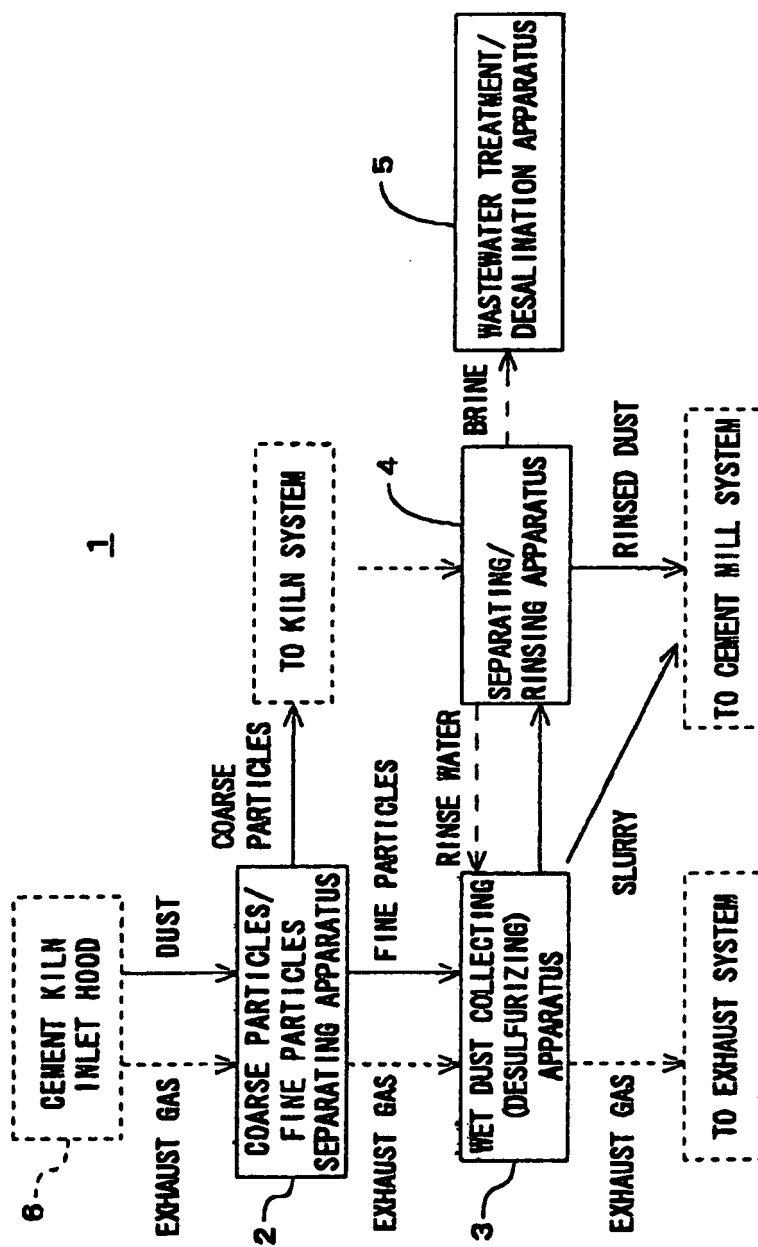 1
6
CEMENT KILN
INLET HOOD
EXHAUST GAS
DUST
2
COARSE PARTICLES/
FINE PARTICLES
SEPARATING APPARATUS
COARSE
PARTICLES
TO KILN SYSTEM
EXHAUST GAS
FINE PARTICLES
3
WET DUST COLLECTING
(DESULFURIZING)
APPARATUS
RINSE WATER
4
SEPARATING/
RINSING APPARATUS
BRINE
5
WASTEWATER TREATMENT/
DESALINATION APPARATUS
EXHAUST GAS
SLURRY
RINSED DUST
TO EXHAUST SYSTEM
TO CEMENT MILL SYSTEM